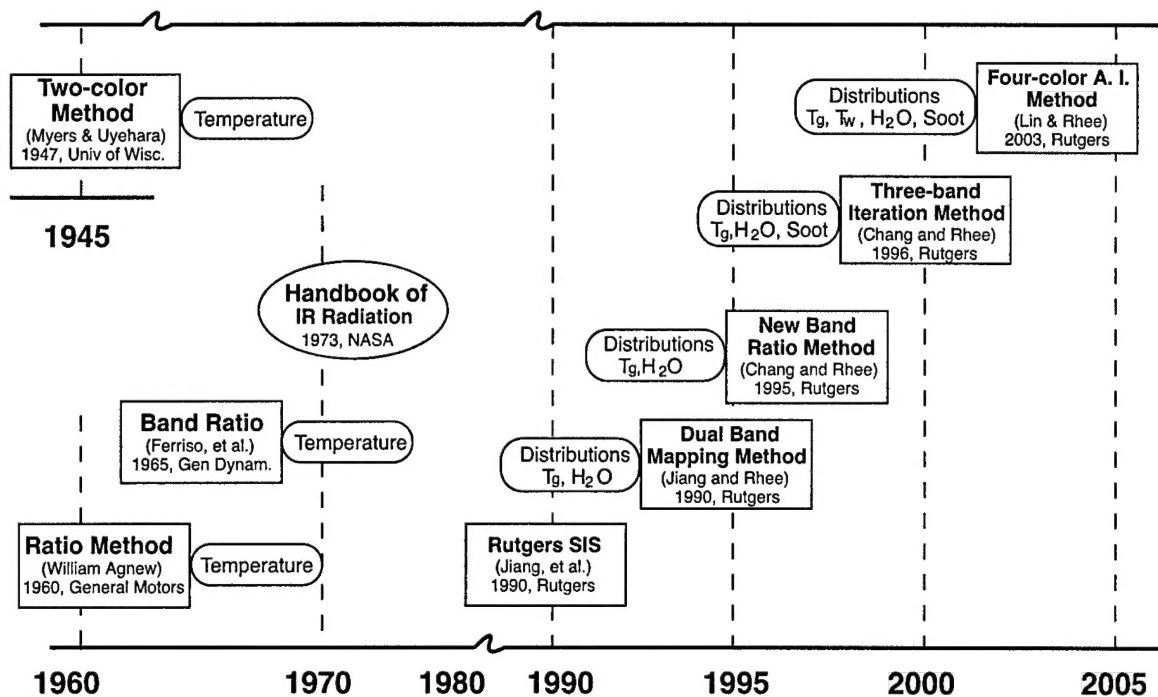 Two-color
Method
(Myers & Uyehara)
1947, Univ of Wisc.
Temperature
1945
Distributions
Tg, Tw, H2O, Soot
Four-color A. I.
Method
(Lin & Rhee)
2003, Rutgers
Distributions
Tg,H2O, Soot
Three-band
Iteration Method
(Chang and Rhee)
1996, Rutgers
Handbook of
IR Radiation
1973, NASA
Distributions
Tg,H2O
New Band
Ratio Method
(Chang and Rhee)
1995, Rutgers
Band Ratio
(Ferriso, et al.)
1965, Gen Dynam.
Temperature
Distributions
Tg, H2O
Dual Band
Mapping Method
(Jiang and Rhee)
1990, Rutgers
Ratio Method
(William Agnew)
1960, General Motors
Temperature
Rutgers SIS
(Jiang, et al.)
1990, Rutgers
1960 1970 1980 1990 1995 2000 2005